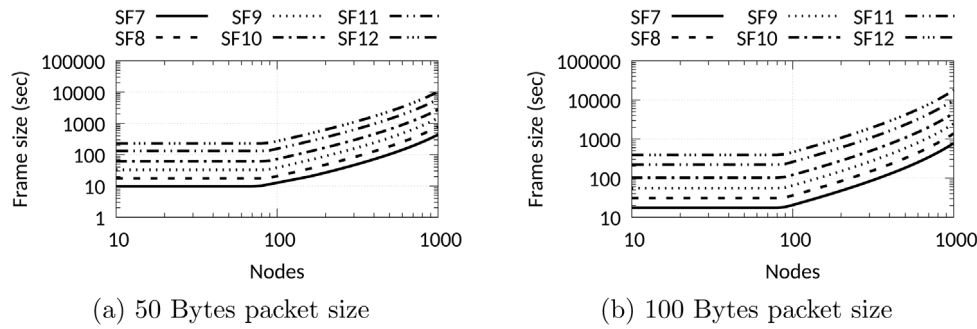 SF7 SF9 SF11
SF8 SF10 SF12
100000
10000
1000
100
10
1
Frame size (sec)
10 100 1000
Nodes
(a) 50 Bytes packet size
SF7 SF9 SF11
SF8 SF10 SF12
100000
10000
1000
100
10
Frame size (sec)
10 100 1000
Nodes
(b) 100 Bytes packet size